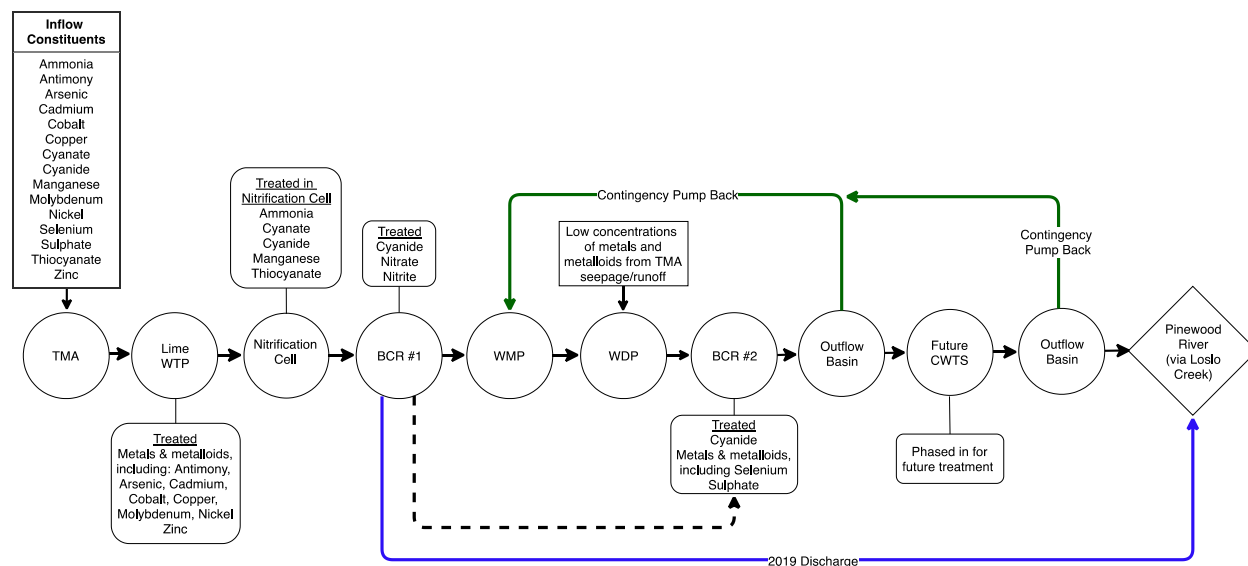 Inflow
Constituents
Ammonia
Antimony
Arsenic
Cadmium
Cobalt
Copper
Cyanate
Cyanide
Manganese
Molybdenum
Nickel
Selenium
Sulphate
Thiocyanate
Zinc
Treated in
Nitrification Cell
Ammonia
Cyanate
Cyanide
Manganese
Thiocyanate
Treated
Cyanide
Nitrate
Nitrite
Contingency Pump Back
Low concentrations
of metals and
metalloids from TMA
seepage/runoff
Contingency
Pump Back
TMA
Lime
WTP
Nitrification
Cell
BCR #1
WMP
WDP
BCR #2
Outflow
Basin
Future
CWTS
Outflow
Basin
Pinewood
River
(via Loslo
Creek)
Treated
Metals & metalloids,
including: Antimony,
Arsenic, Cadmium,
Cobalt, Copper,
Molybdenum, Nickel
Zinc
Treated
Cyanide
Metals & metalloids,
including Selenium
Sulphate
Phased in for
future treatment
2019 Discharge